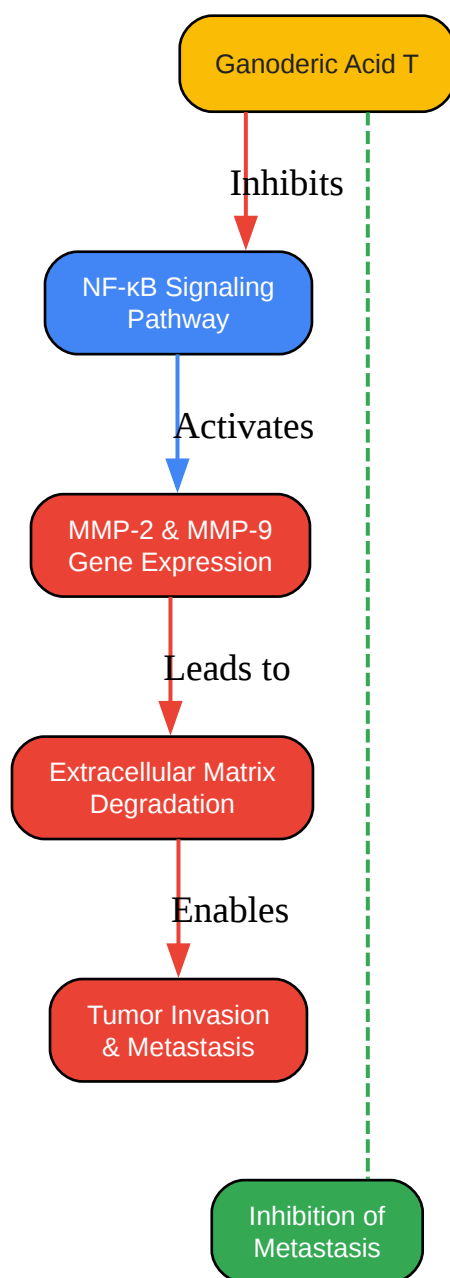 Ganoderic Acid T
Inhibits
NF-κB Signaling
Pathway
Activates
MMP-2 & MMP-9
Gene Expression
Leads to
Extracellular Matrix
Degradation
Enables
Tumor Invasion
& Metastasis
Inhibition of
Metastasis